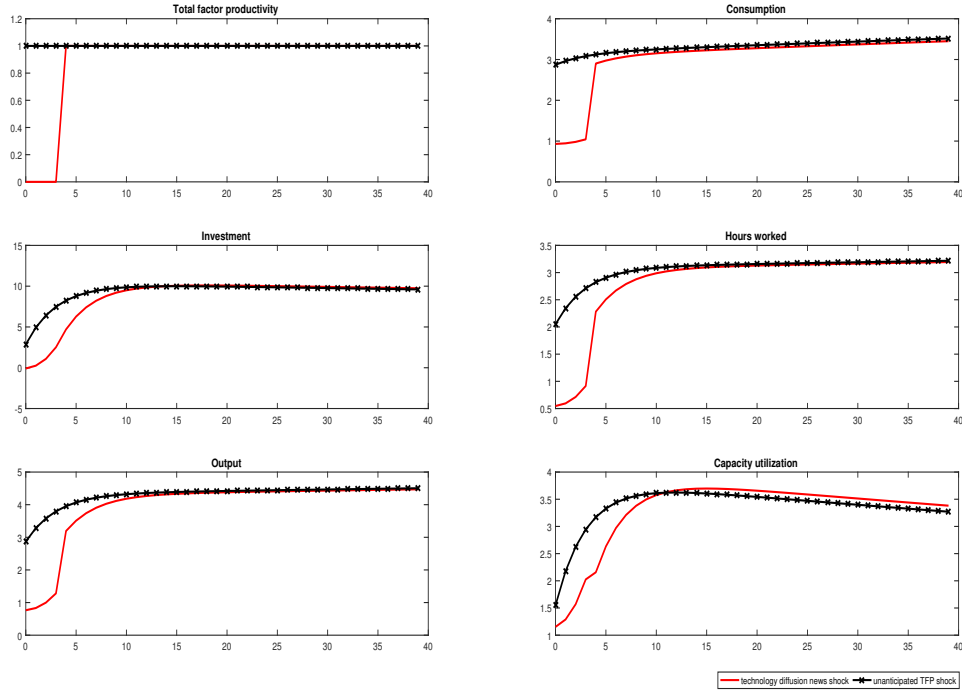 Total factor productivity
1.2
1
0.8
0.6
0.4
0.2
0
0 5 10 15 20 25 30 35 40
Consumption
4
3
2
1
0
0 5 10 15 20 25 30 35 40
Investment
15
10
5
0
-5
0 5 10 15 20 25 30 35 40
Hours worked
3.5
3
2.5
2
1.5
1
0.5
0 5 10 15 20 25 30 35 40
Output
5
4
3
2
1
0
0 5 10 15 20 25 30 35 40
Capacity utilization
4
3.5
3
2.5
2
1.5
1
0 5 10 15 20 25 30 35 40
technology diffusion news shock unanticipated TFP shock